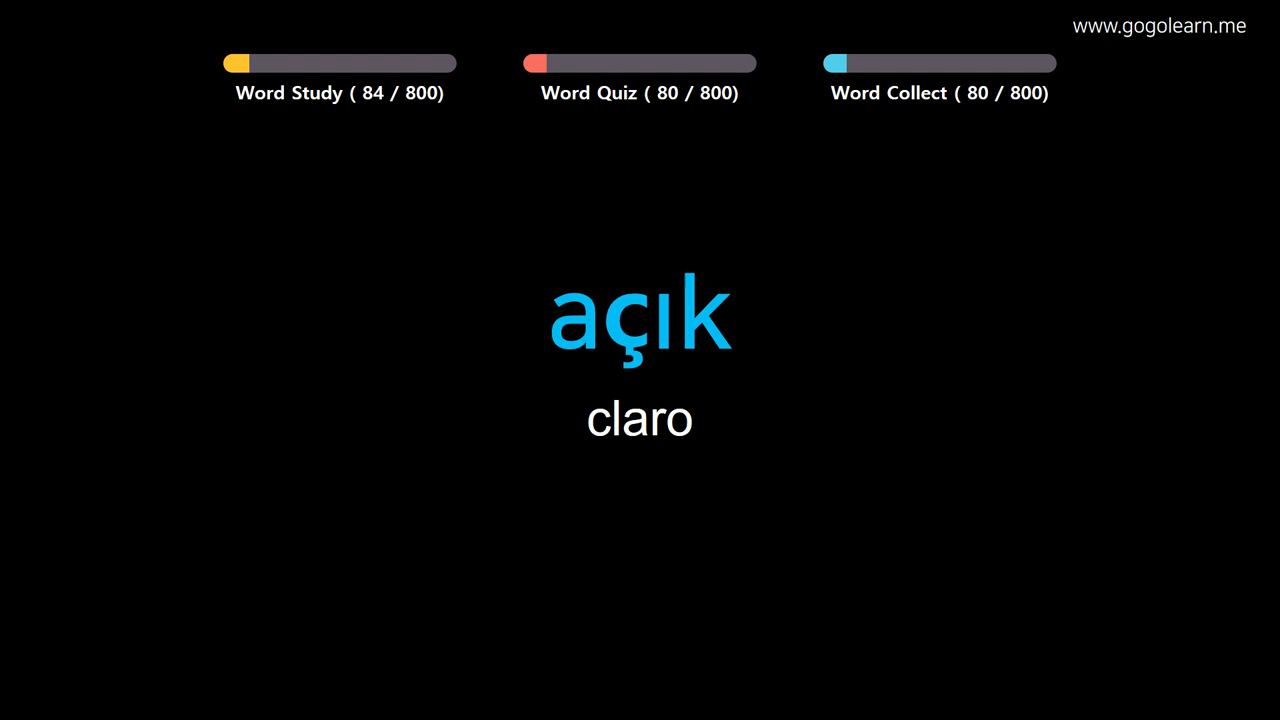 www.gogolearn.me
Word Study ( 84 / 800)
Word Quiz ( 80 / 800)
Word Collect ( 80 / 800)
açık
claro